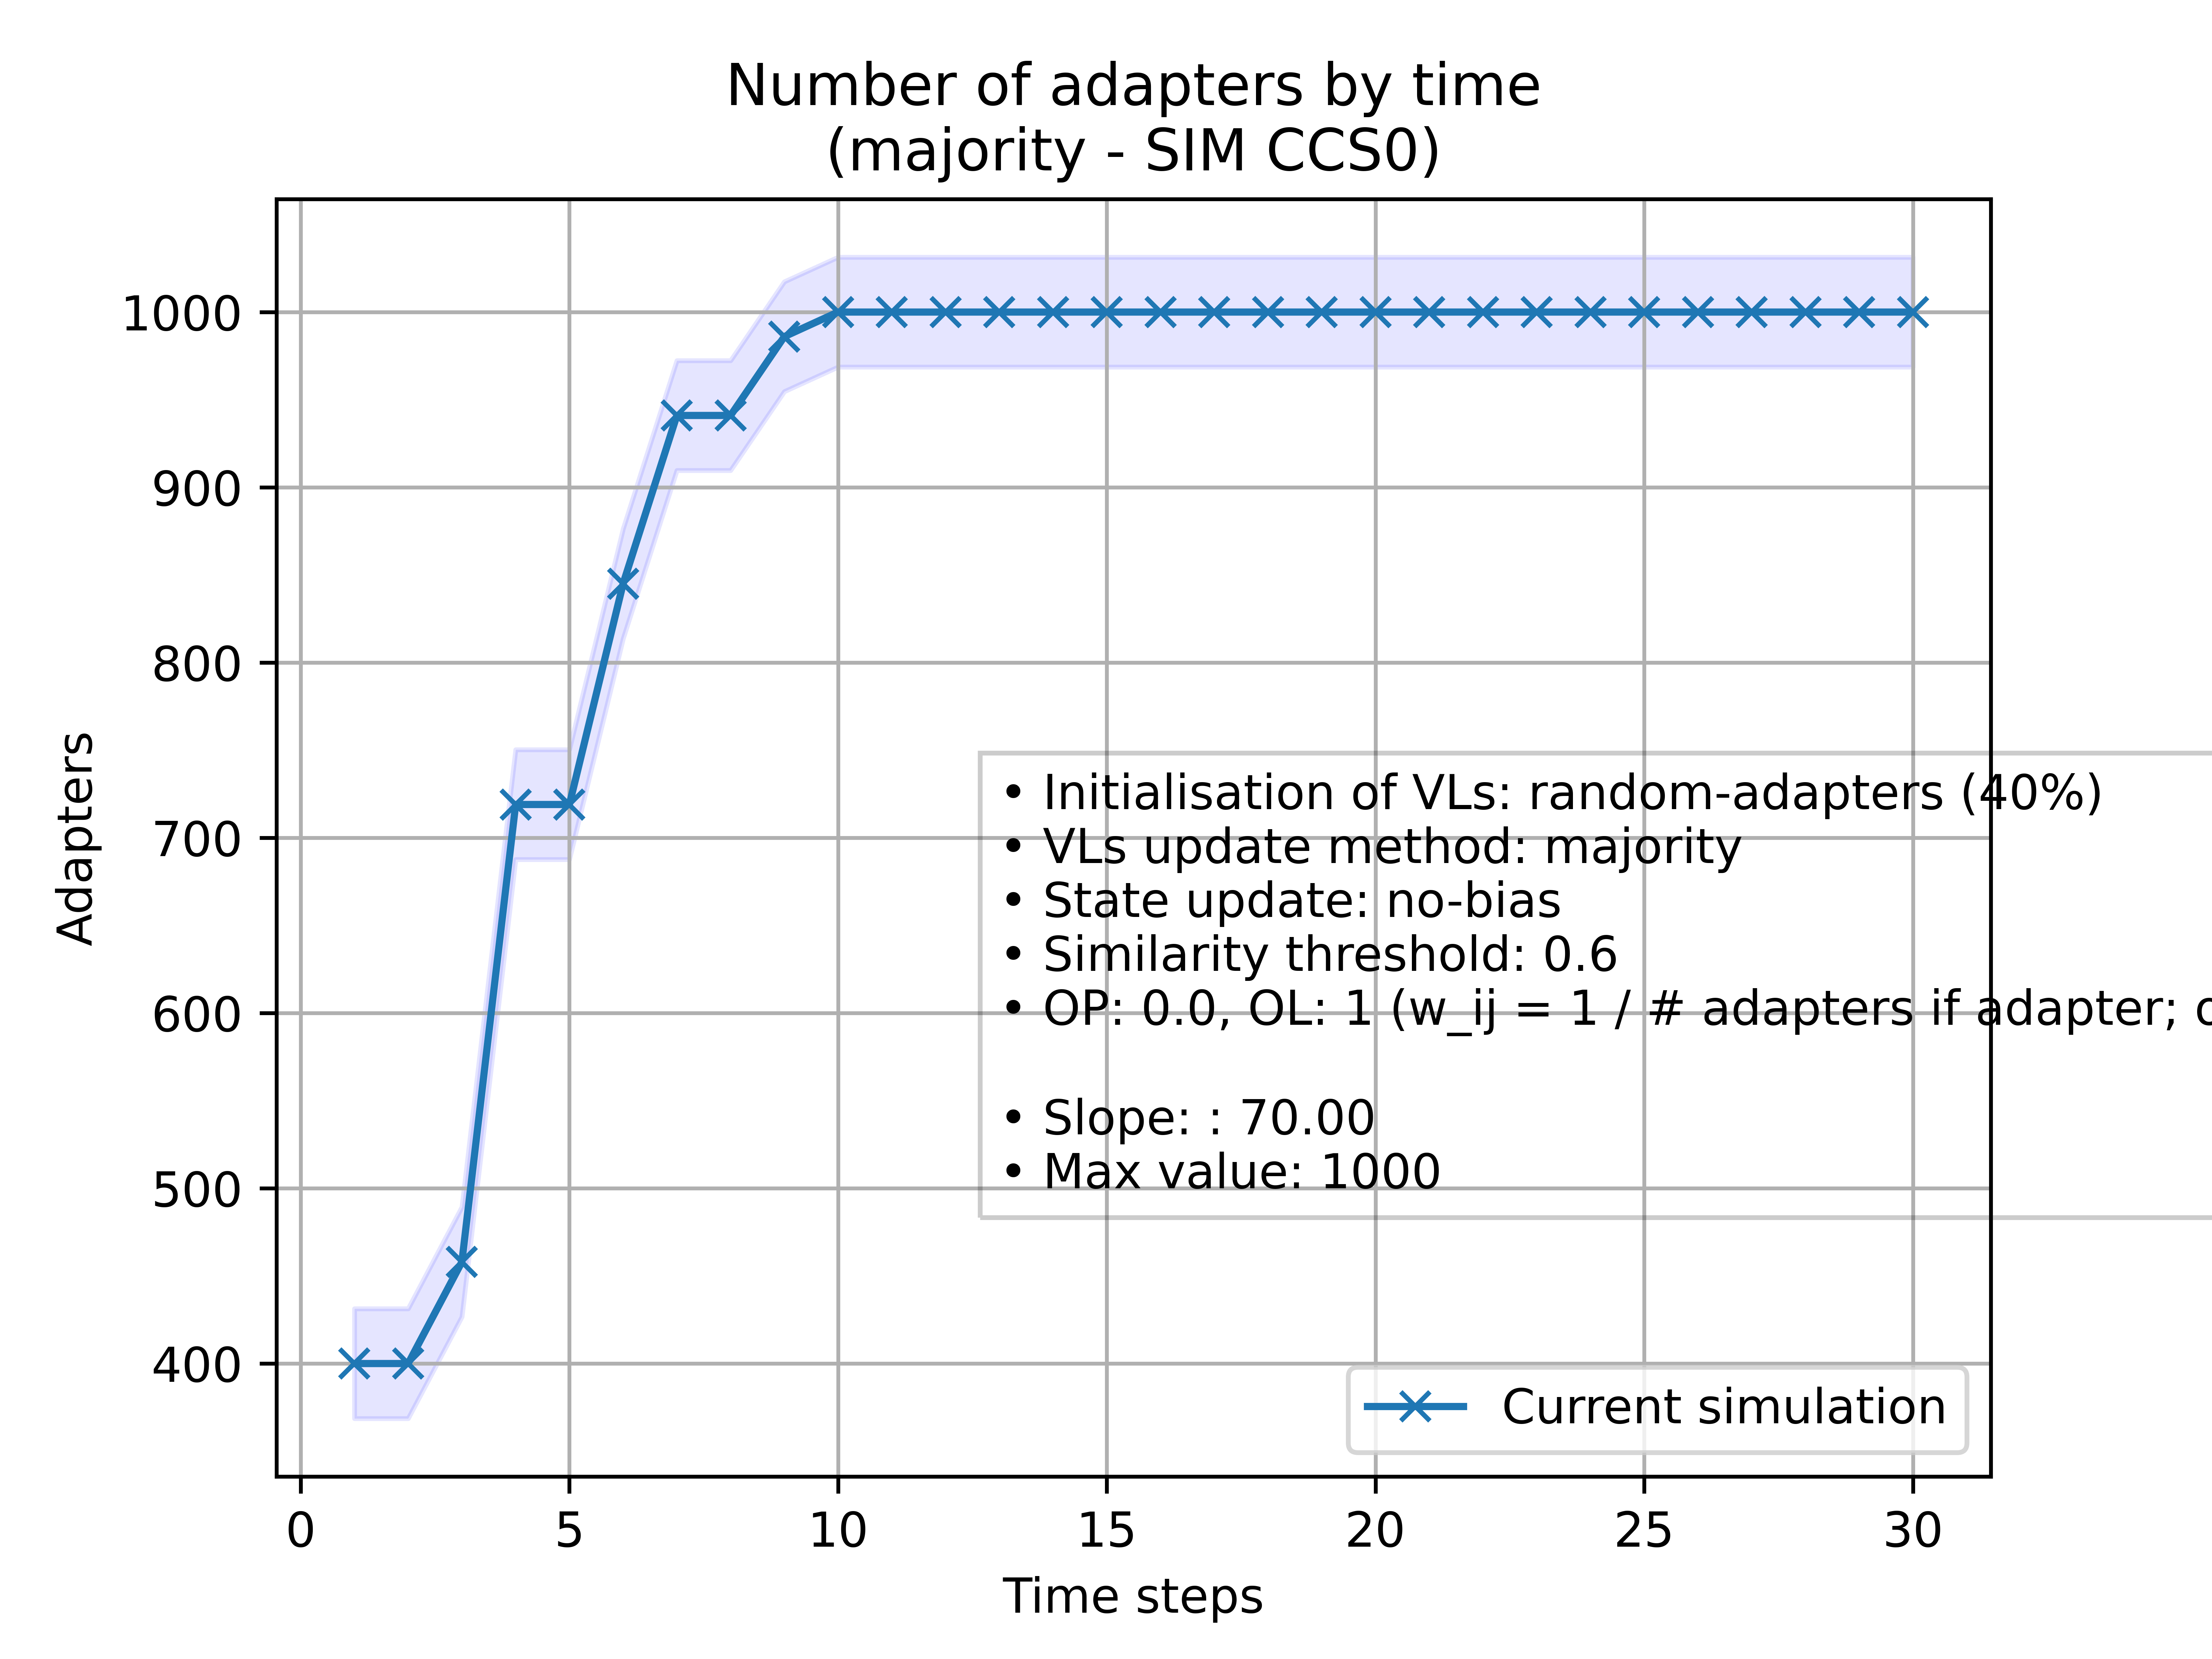 Number of adapters by time
(majority - SIM CCS0)
Adapters
1000
900
800
700
600
500
400
• Initialisation of VLs: random-adapters (40%)
• VLs update method: majority
• State update: no-bias
• Similarity threshold: 0.6
• OP: 0.0, OL: 1 (w_ij = 1 / # adapters if adapter;
• Slope: : 70.00
• Max value: 1000
Current simulation
0 5 10 15 20 25 30
Time steps